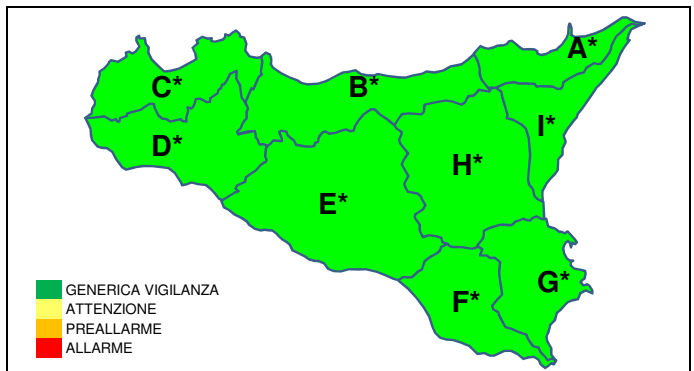 A*
C*
B*
I*
D*
H*
E*
G*
F*
GENERICA VIGILANZA
ATTENZIONE
PREALLARME
ALLARME